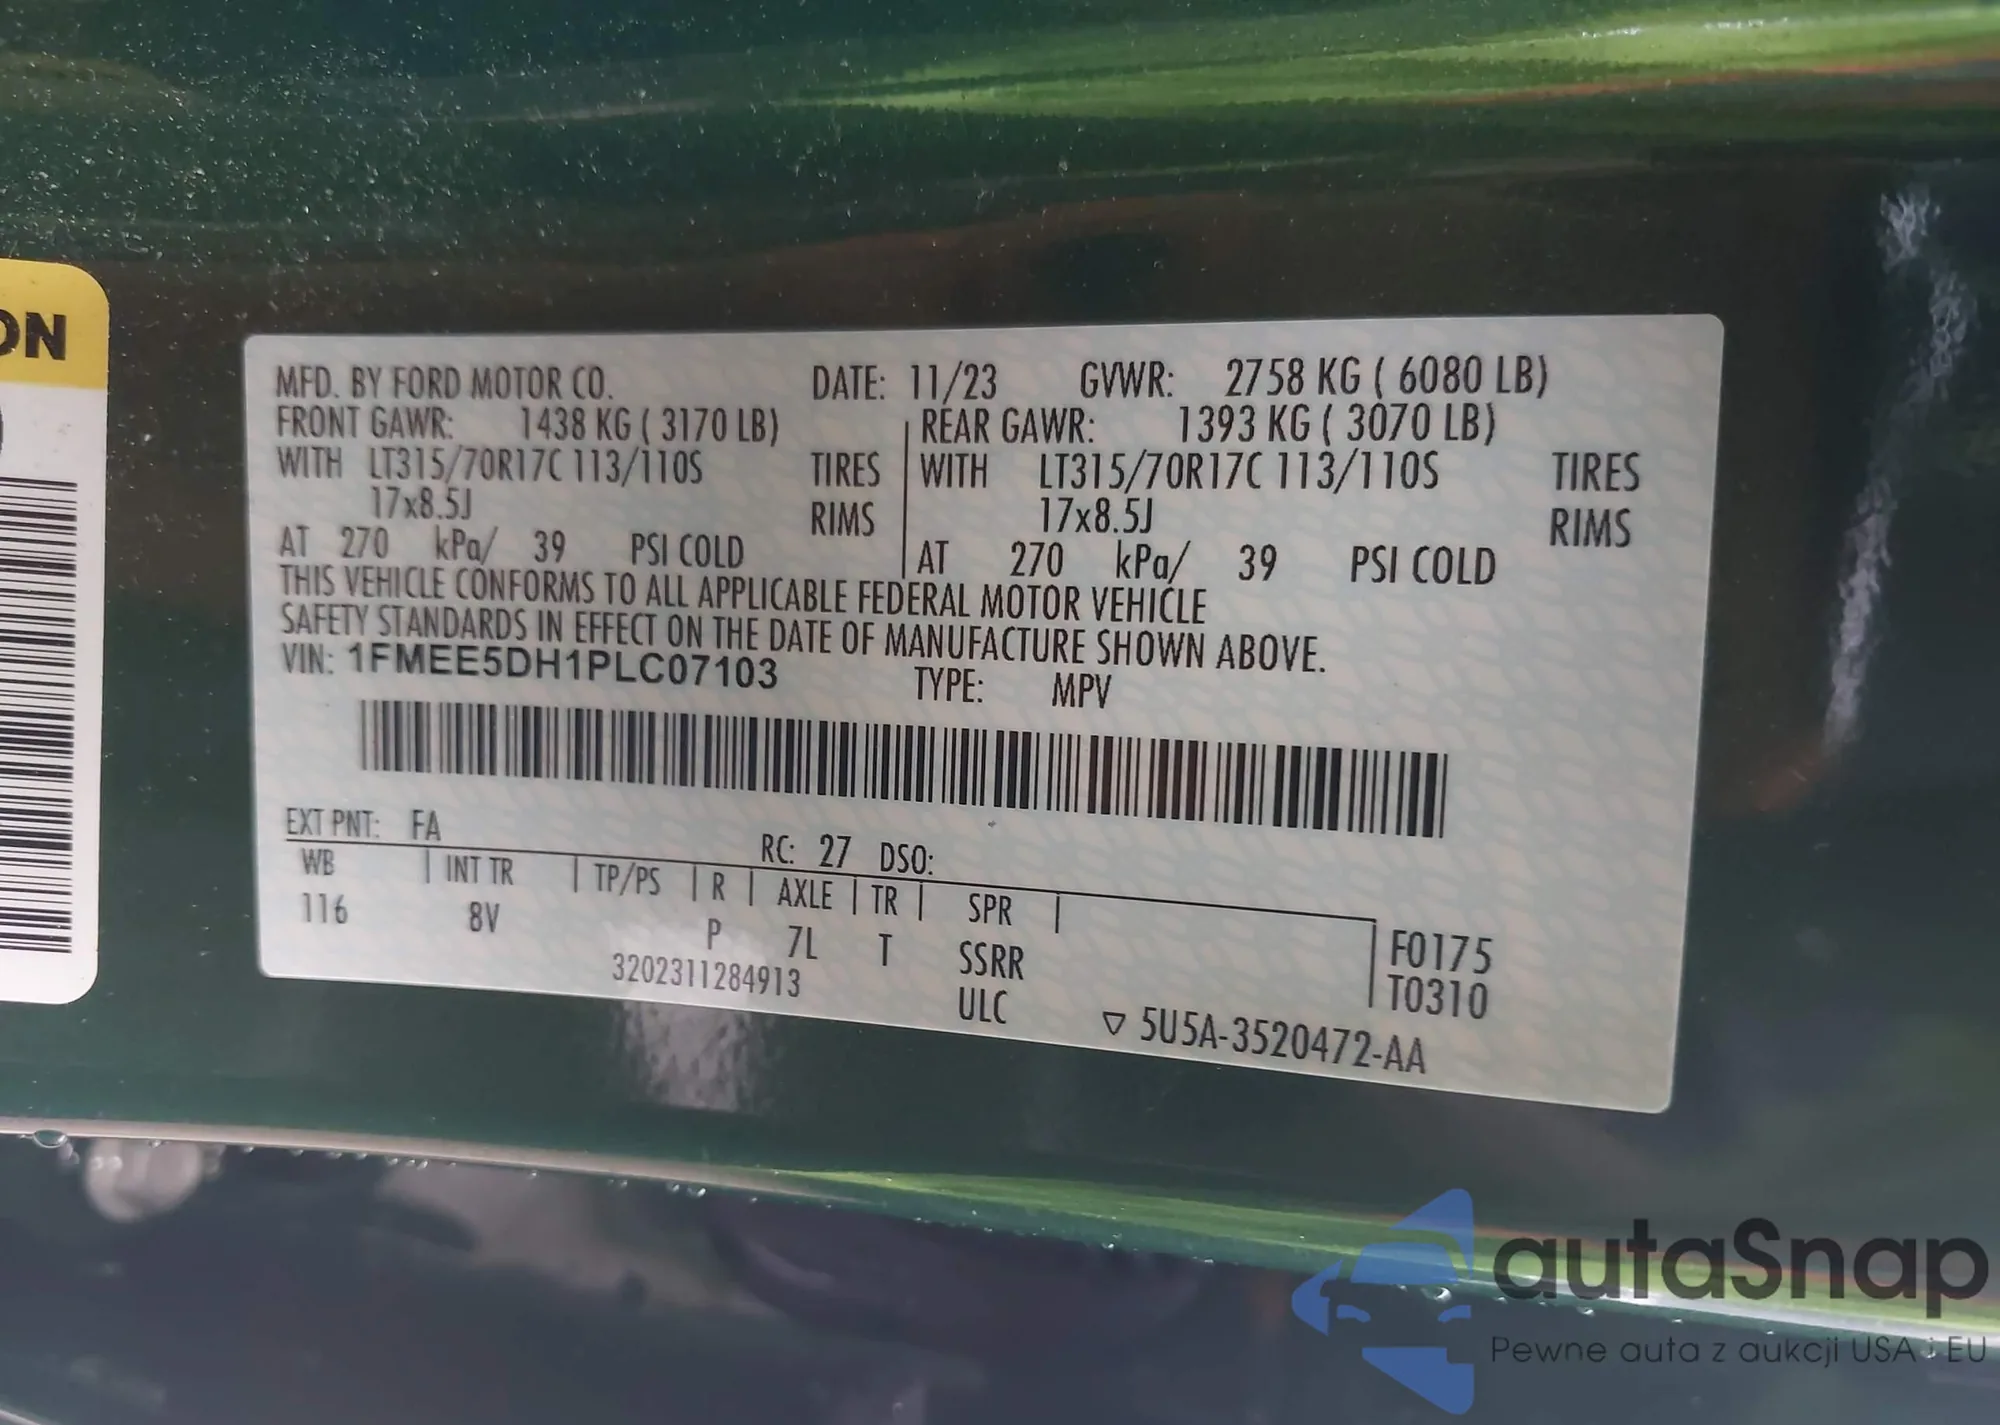 ON
MFD. BY FORD MOTOR CO. DATE: 11/23 GVWR: 2758 KG ( 6080 LB)
FRONT GAWR: 1438 KG ( 3170 LB) REAR GAWR: 1393 KG ( 3070 LB)
WITH LT315/70R17C 113/110S TIRES WITH LT315/70R17C 113/110S TIRES
17x8.5J RIMS 17x8.5J RIMS
AT 270 kPa/ 39 PSI COLD AT 270 kPa/ 39 PSI COLD
THIS VEHICLE CONFORMS TO ALL APPLICABLE FEDERAL MOTOR VEHICLE
SAFETY STANDARDS IN EFFECT ON THE DATE OF MANUFACTURE SHOWN ABOVE.
VIN: 1FMEE5DH1PLC07103 TYPE: MPV
EXT PNT: FA RC: 27 DSO:
WB | INT TR | TP/PS | R | AXLE | TR | SPR |
116 8V P 7L T SSRR F0175
3202311284913 ULC T0310
▽ 5U5A-3520472-AA
autaSnap
Pewne auta z aukcji USA i EU